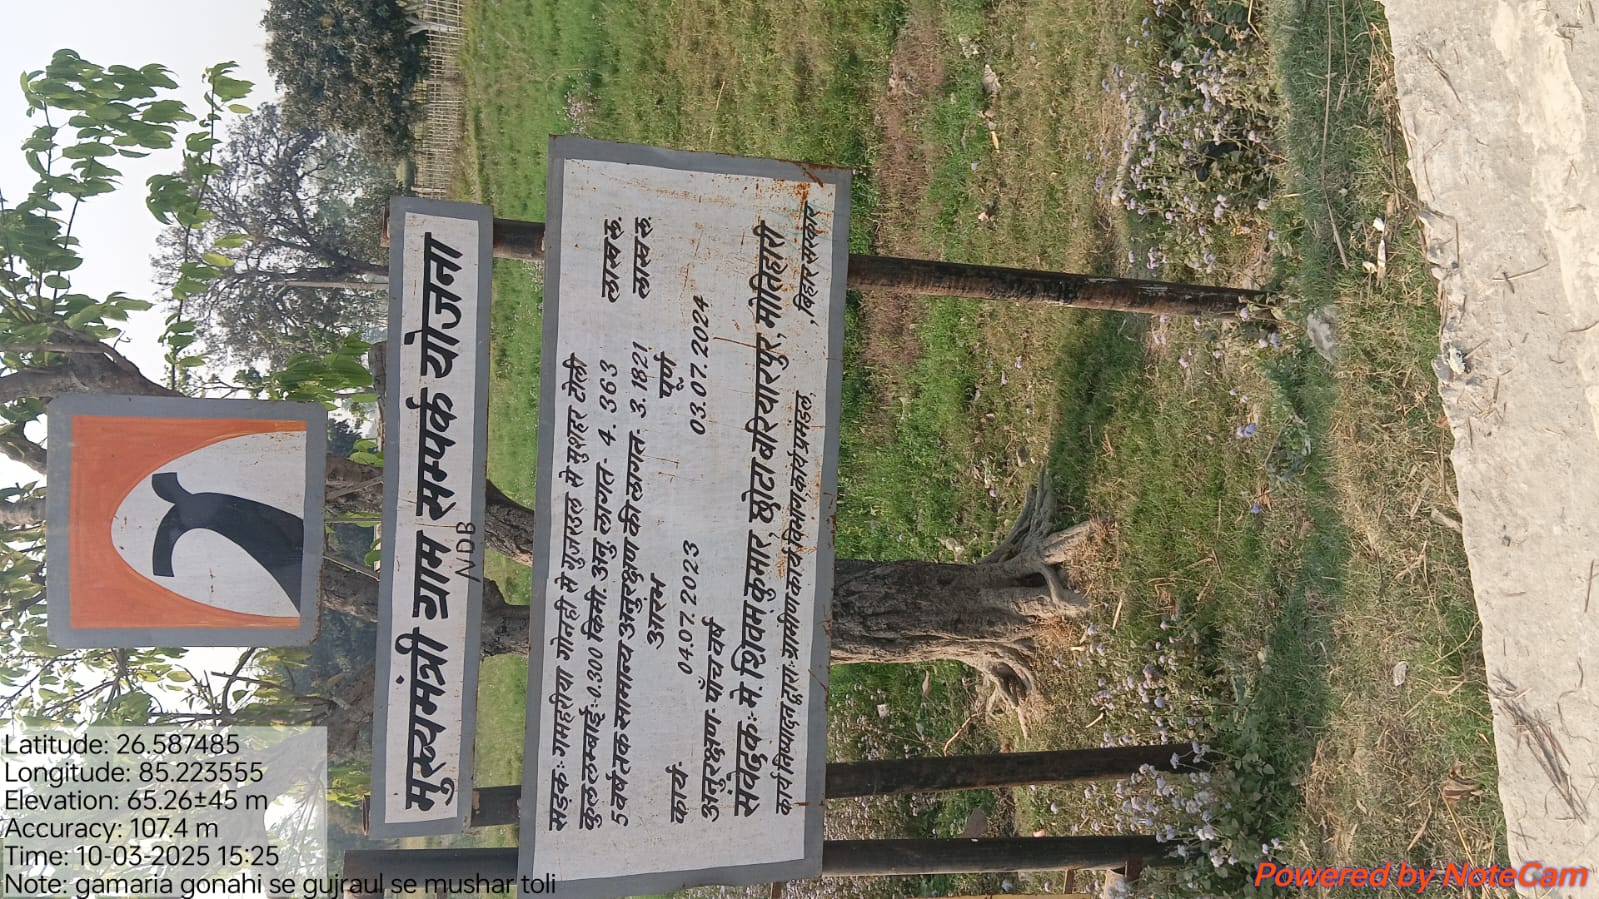 मुख्यमंत्री ग्राम सम्पर्क योजना
NDB
सड़क:- गमहरीया गोनही से गुजरडल से मुशहर टोली
कुल लम्बाई:-0.300 किमी. अनु लागत- 4.363 लाख रू.
5 वर्ष तक सामान्य अनुरक्षण की लागत- 3.1821 लाख रू.
आरंभ पूर्ण
कार्य:- 04.07.2023 03.07.2024
अनुरक्षण:- पाँच वर्ष
संवेदक:- मे. शिवम कुमार, छोटा बरियारपुर, मोतिहारी
कार्य निष्पादन द्वारा:- ग्रामीण कार्य विभाग, कार्य प्रमंडल, , बिहार सरकार
Latitude: 26.587485
Longitude: 85.223555
Elevation: 65.26±45 m
Accuracy: 107.4 m
Time: 10-03-2025 15:25
Note: gamaria gonahi se gujraul se mushar toli
Powered by NoteCam